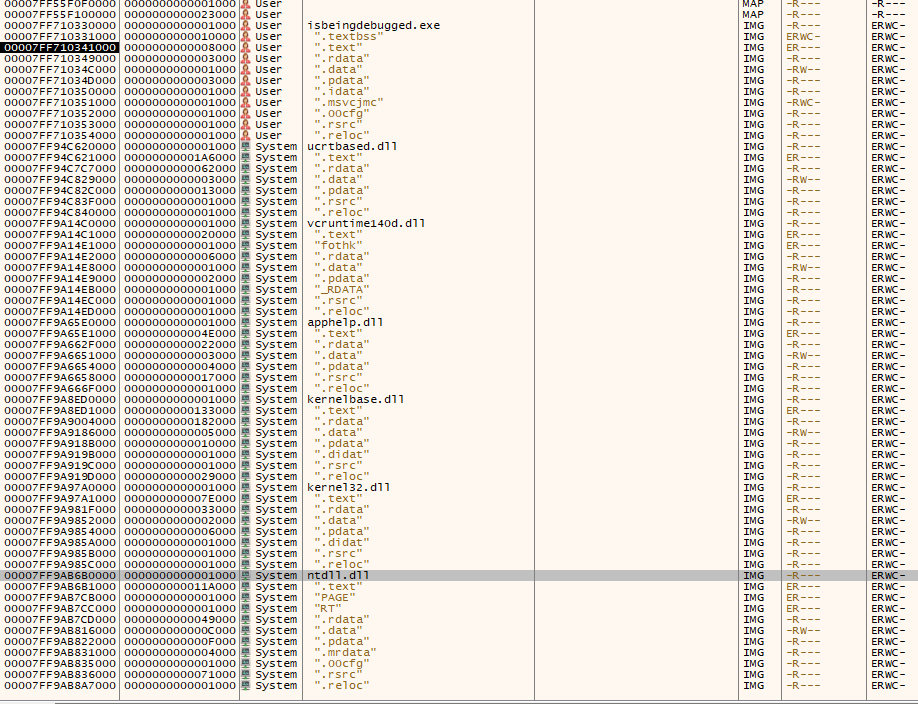 00007FF55F0F0000 0000000000001000 User MAP -R--- -R---
00007FF55F100000 0000000000023000 User MAP -R--- -R---
00007FF710330000 0000000000001000 User isbeingdebugged.exe IMG -R--- ERWC-
00007FF710331000 0000000000010000 User ".textbss" IMG ERWC- ERWC-
00007FF710341000 0000000000008000 User ".text" IMG ER--- ERWC-
00007FF710349000 0000000000003000 User ".rdata" IMG -R--- ERWC-
00007FF71034C000 0000000000001000 User ".data" IMG -RW-- ERWC-
00007FF71034D000 0000000000003000 User ".pdata" IMG -R--- ERWC-
00007FF710350000 0000000000001000 User ".idata" IMG -R--- ERWC-
00007FF710351000 0000000000001000 User ".msvcjmc" IMG -RWC- ERWC-
00007FF710352000 0000000000001000 User ".00cfg" IMG -R--- ERWC-
00007FF710353000 0000000000001000 User ".rsrc" IMG -R--- ERWC-
00007FF710354000 0000000000001000 User ".reloc" IMG -R--- ERWC-
00007FF94C620000 0000000000001000 System ucrtbased.dll IMG -R--- ERWC-
00007FF94C621000 00000000001A6000 System ".text" IMG ER--- ERWC-
00007FF94C7C7000 0000000000062000 System ".rdata" IMG -R--- ERWC-
00007FF94C829000 0000000000003000 System ".data" IMG -RW-- ERWC-
00007FF94C82C000 0000000000013000 System ".pdata" IMG -R--- ERWC-
00007FF94C83F000 0000000000001000 System ".rsrc" IMG -R--- ERWC-
00007FF94C840000 0000000000001000 System ".reloc" IMG -R--- ERWC-
00007FF9A14C0000 0000000000001000 System vcruntime140d.dll IMG -R--- ERWC-
00007FF9A14C1000 0000000000020000 System ".text" IMG ER--- ERWC-
00007FF9A14E1000 0000000000001000 System "fothk" IMG ER--- ERWC-
00007FF9A14E2000 0000000000006000 System ".rdata" IMG -R--- ERWC-
00007FF9A14E8000 0000000000001000 System ".data" IMG -RW-- ERWC-
00007FF9A14E9000 0000000000002000 System ".pdata" IMG -R--- ERWC-
00007FF9A14EB000 0000000000001000 System "_RDATA" IMG -R--- ERWC-
00007FF9A14EC000 0000000000001000 System ".rsrc" IMG -R--- ERWC-
00007FF9A14ED000 0000000000001000 System ".reloc" IMG -R--- ERWC-
00007FF9A65E0000 0000000000001000 System apphelp.dll IMG -R--- ERWC-
00007FF9A65E1000 000000000004E000 System ".text" IMG ER--- ERWC-
00007FF9A662F000 0000000000022000 System ".rdata" IMG -R--- ERWC-
00007FF9A6651000 0000000000003000 System ".data" IMG -RW-- ERWC-
00007FF9A6654000 0000000000004000 System ".pdata" IMG -R--- ERWC-
00007FF9A6658000 0000000000017000 System ".rsrc" IMG -R--- ERWC-
00007FF9A666F000 0000000000001000 System ".reloc" IMG -R--- ERWC-
00007FF9A8ED0000 0000000000001000 System kernelbase.dll IMG -R--- ERWC-
00007FF9A8ED1000 0000000000133000 System ".text" IMG ER--- ERWC-
00007FF9A9004000 0000000000182000 System ".rdata" IMG -R--- ERWC-
00007FF9A9186000 0000000000005000 System ".data" IMG -RW-- ERWC-
00007FF9A918B000 0000000000010000 System ".pdata" IMG -R--- ERWC-
00007FF9A919B000 0000000000001000 System ".didat" IMG -R--- ERWC-
00007FF9A919C000 0000000000001000 System ".rsrc" IMG -R--- ERWC-
00007FF9A919D000 0000000000029000 System ".reloc" IMG -R--- ERWC-
00007FF9A97A0000 0000000000001000 System kernel32.dll IMG -R--- ERWC-
00007FF9A97A1000 000000000007E000 System ".text" IMG ER--- ERWC-
00007FF9A981F000 0000000000033000 System ".rdata" IMG -R--- ERWC-
00007FF9A9852000 0000000000002000 System ".data" IMG -RW-- ERWC-
00007FF9A9854000 0000000000006000 System ".pdata" IMG -R--- ERWC-
00007FF9A985A000 0000000000001000 System ".didat" IMG -R--- ERWC-
00007FF9A985B000 0000000000001000 System ".rsrc" IMG -R--- ERWC-
00007FF9A985C000 0000000000001000 System ".reloc" IMG -R--- ERWC-
00007FF9AB6B0000 0000000000001000 System ntdll.dll IMG -R--- ERWC-
00007FF9AB6B1000 000000000011A000 System ".text" IMG ER--- ERWC-
00007FF9AB7CB000 0000000000001000 System "PAGE" IMG ER--- ERWC-
00007FF9AB7CC000 0000000000001000 System "RT" IMG ER--- ERWC-
00007FF9AB7CD000 0000000000049000 System ".rdata" IMG -R--- ERWC-
00007FF9AB816000 000000000000C000 System ".data" IMG -RW-- ERWC-
00007FF9AB822000 000000000000F000 System ".pdata" IMG -R--- ERWC-
00007FF9AB831000 0000000000004000 System ".mrdata" IMG -R--- ERWC-
00007FF9AB835000 0000000000001000 System ".00cfg" IMG -R--- ERWC-
00007FF9AB836000 0000000000071000 System ".rsrc" IMG -R--- ERWC-
00007FF9AB8A7000 0000000000001000 System ".reloc" IMG -R--- ERWC-